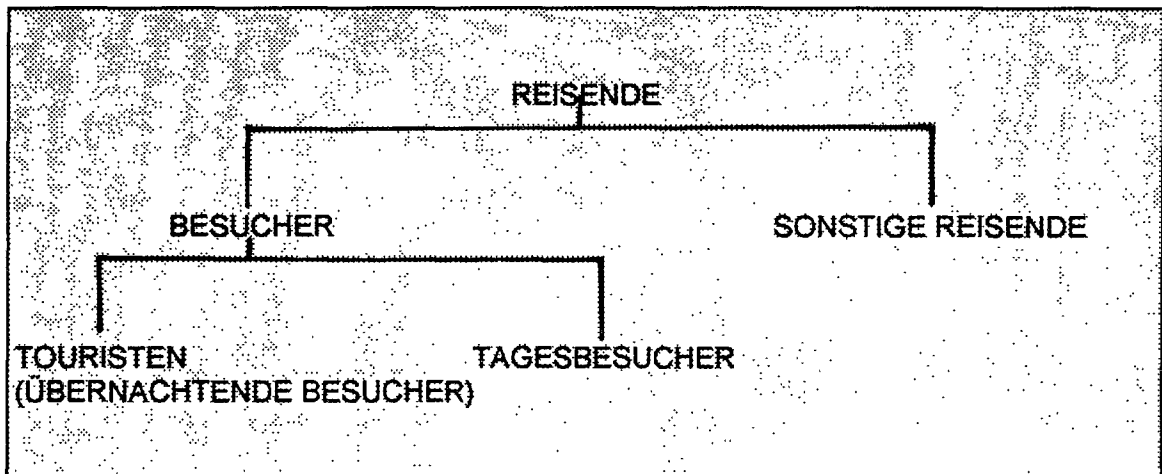 REISENDE
BESUCHER
SONSTIGE REISENDE
TOURISTEN
(ÜBERNACHTENDE BESUCHER)
TAGESBESUCHER